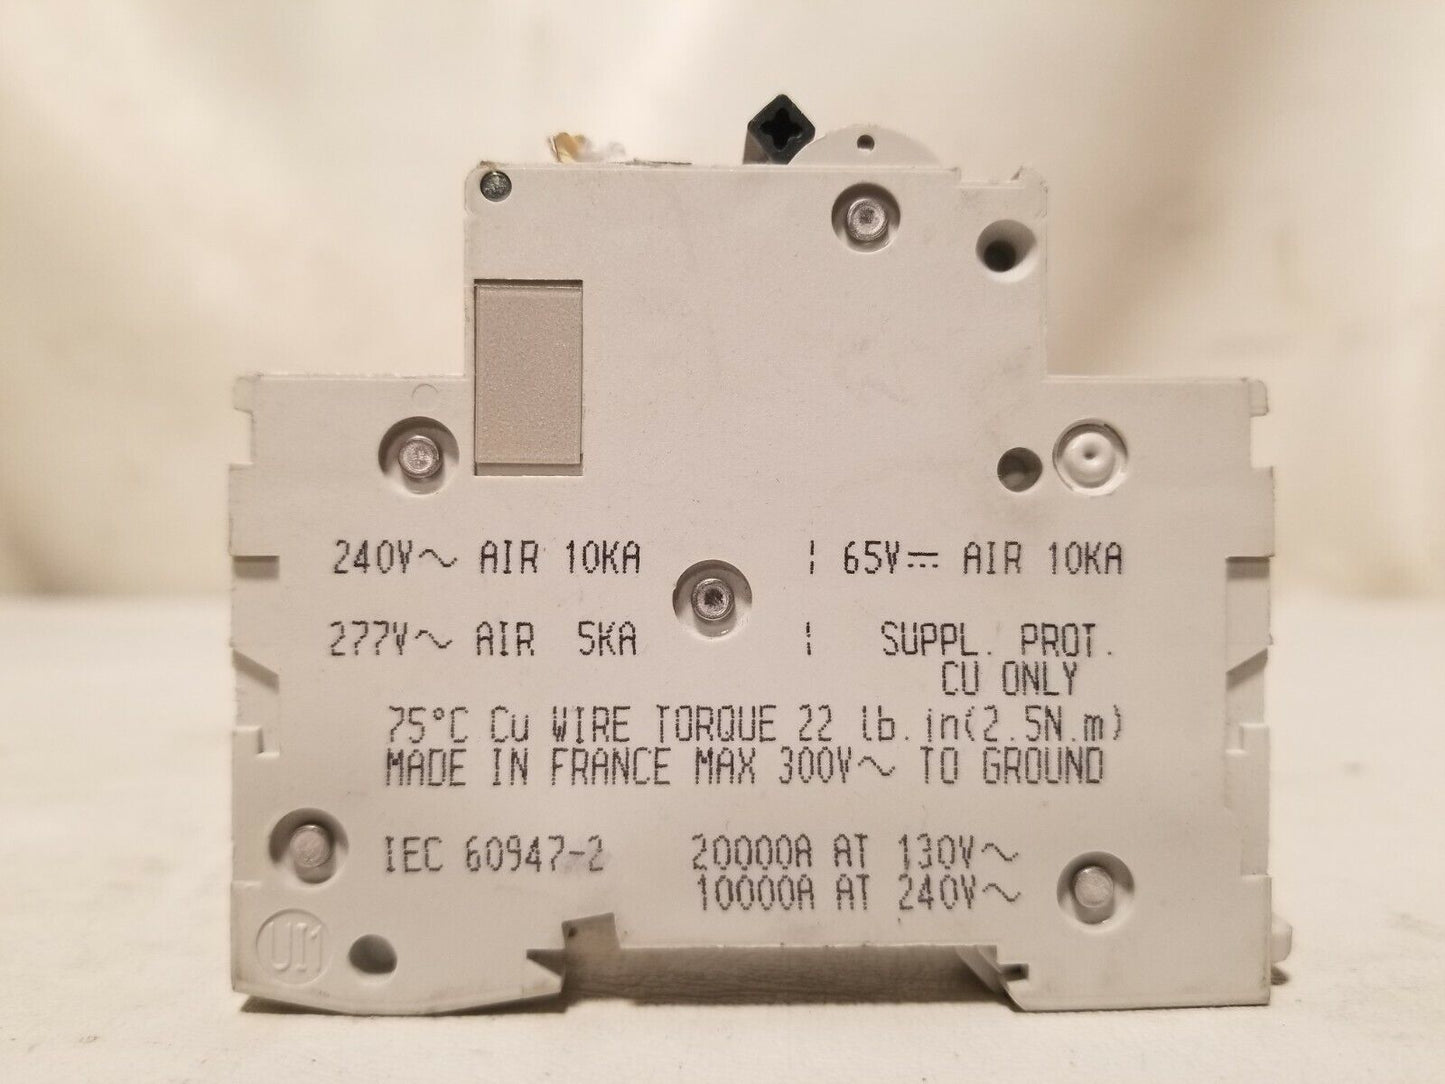 240V~ AIR 10KA ¦ 65V⎓ AIR 10KA
277V~ AIR 5KA ¦ SUPPL. PROT.
CU ONLY
75°C Cu WIRE TORQUE 22 lb.in(2.5N.m)
MADE IN FRANCE MAX 300V~ TO GROUND
IEC 60947-2 20000A AT 130V~
10000A AT 240V~
UI1